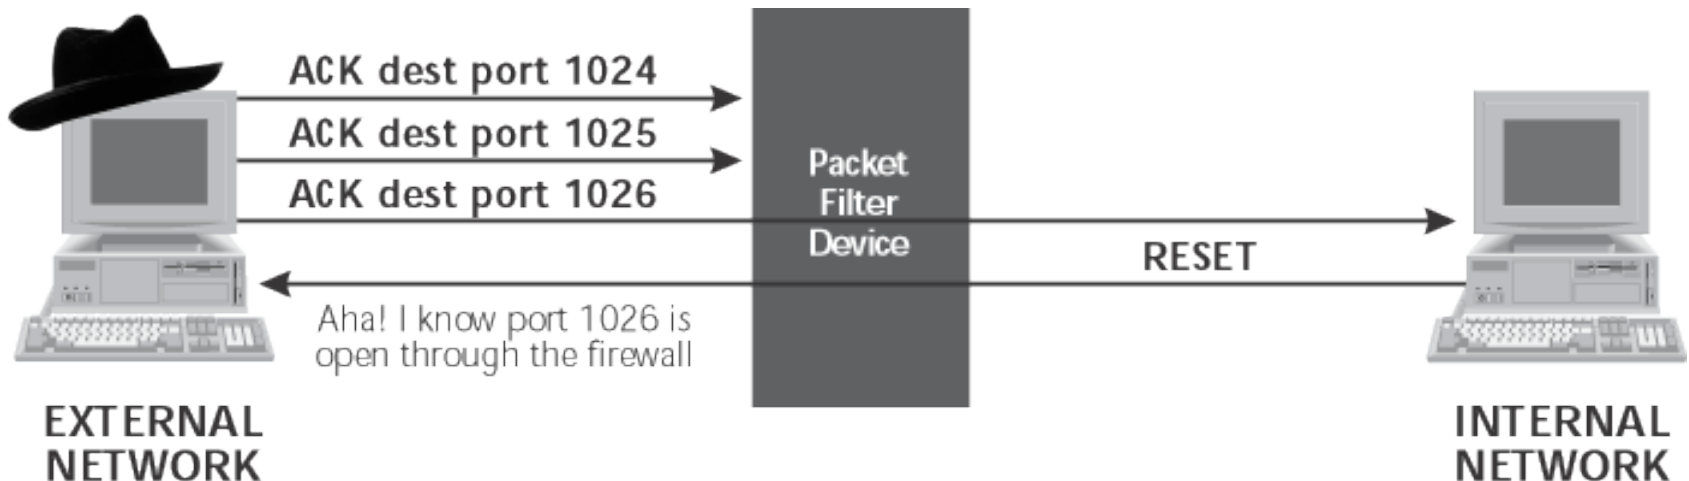 ACK dest port 1024
ACK dest port 1025
ACK dest port 1026
Packet
Filter
Device
RESET
Aha! I know port 1026 is
open through the firewall
EXTERNAL
NETWORK
INTERNAL
NETWORK